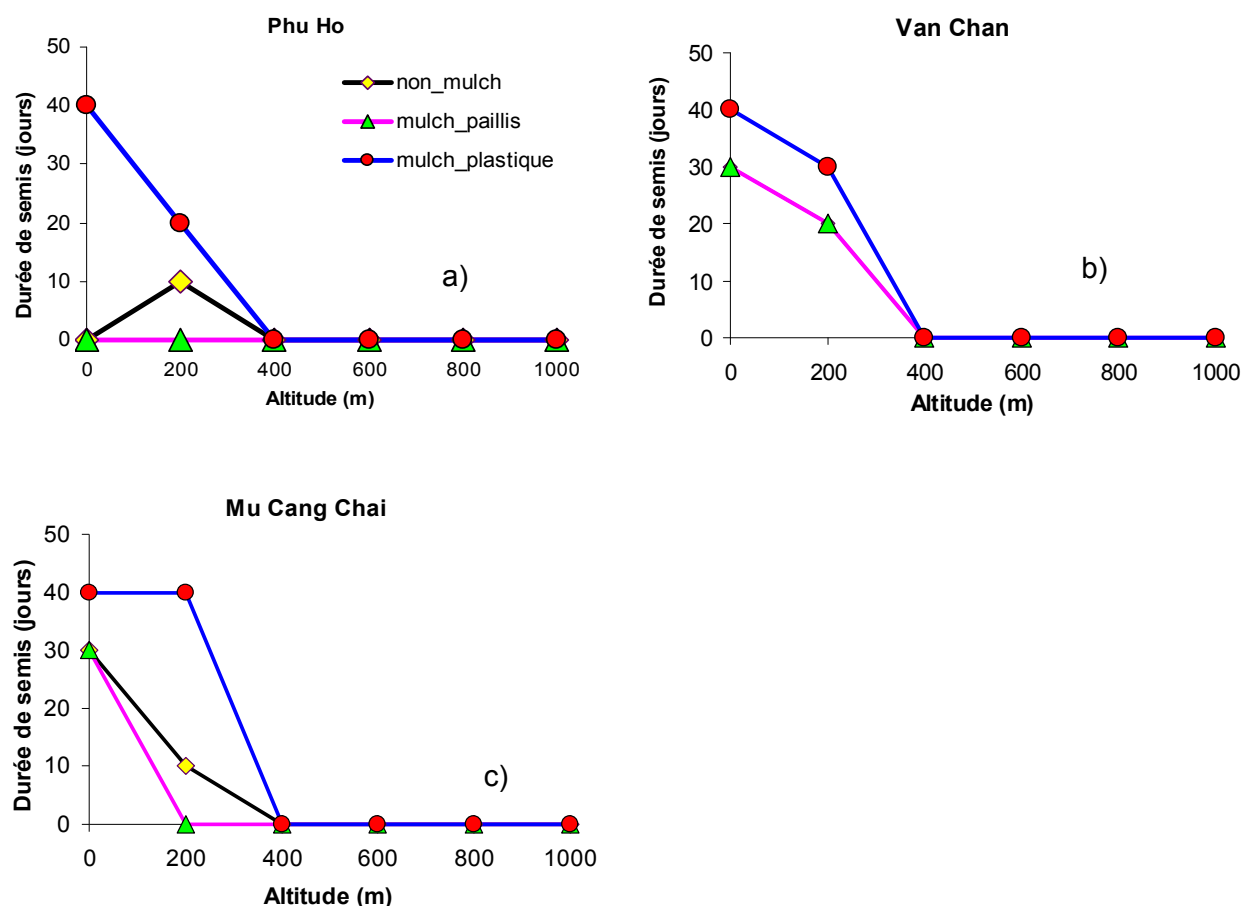 Phu Ho
50
40
30
20
10
0
Durée de semis (jours)
non_mulch
mulch_paillis
mulch_plastique
a)
0 200 400 600 800 1000
Altitude (m)
Van Chan
50
40
30
20
10
0
Durée de semis (jours)
b)
0 200 400 600 800 1000
Altitude (m)
Mu Cang Chai
50
40
30
20
10
0
Durée de semis (jours)
c)
0 200 400 600 800 1000
Altitude (m)